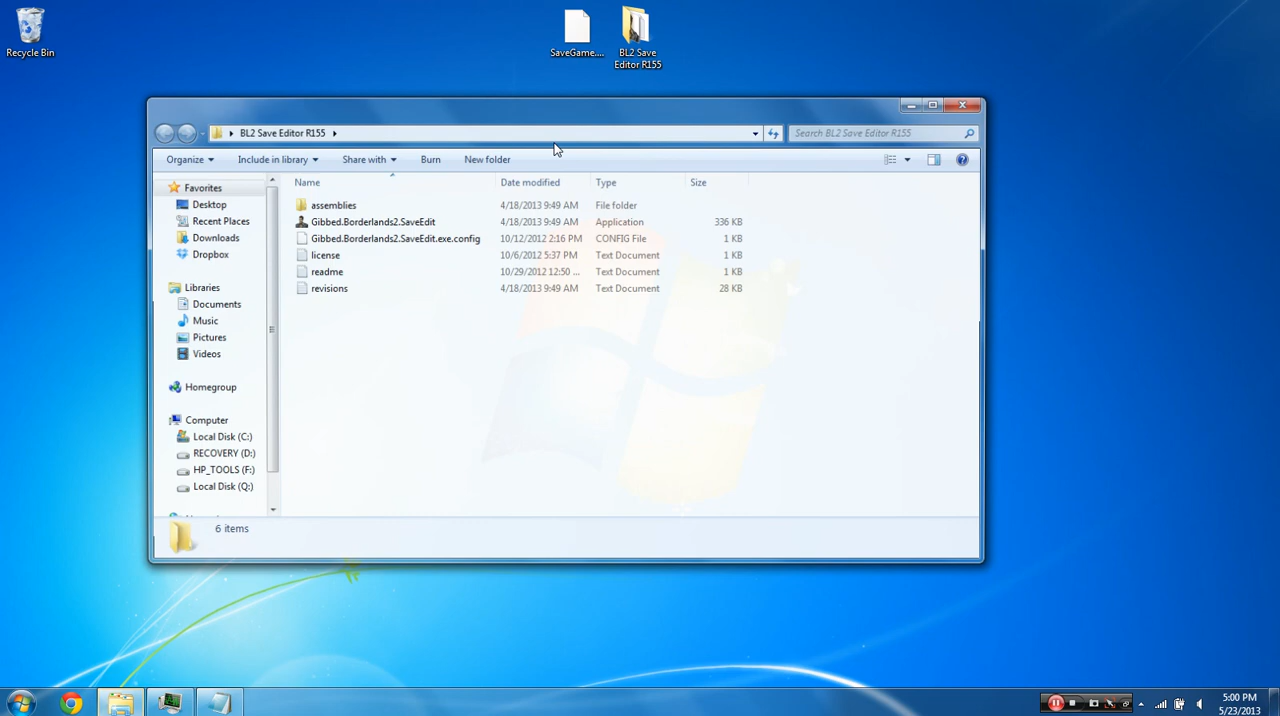 Recycle Bin
SaveGame....
BL2 Save
Editor R155
BL2 Save Editor R155
Search BL2 Save Editor R155
Organize
Include in library
Share with
Burn
New folder
Name Date modified Type Size
Favorites
Desktop
Recent Places
Downloads
Dropbox
Libraries
Documents
Music
Pictures
Videos
Homegroup
Computer
Local Disk (C:)
RECOVERY (D:)
HP_TOOLS (F:)
Local Disk (Q:)
assemblies 4/18/2013 9:49 AM File folder
Gibbed.Borderlands2.SaveEdit 4/18/2013 9:49 AM Application 336 KB
Gibbed.Borderlands2.SaveEdit.exe.config 10/12/2012 2:16 PM CONFIG File 1 KB
license 10/6/2012 5:37 PM Text Document 1 KB
readme 10/29/2012 12:50 ... Text Document 1 KB
revisions 4/18/2013 9:49 AM Text Document 28 KB
6 items
5:00 PM
5/23/2013